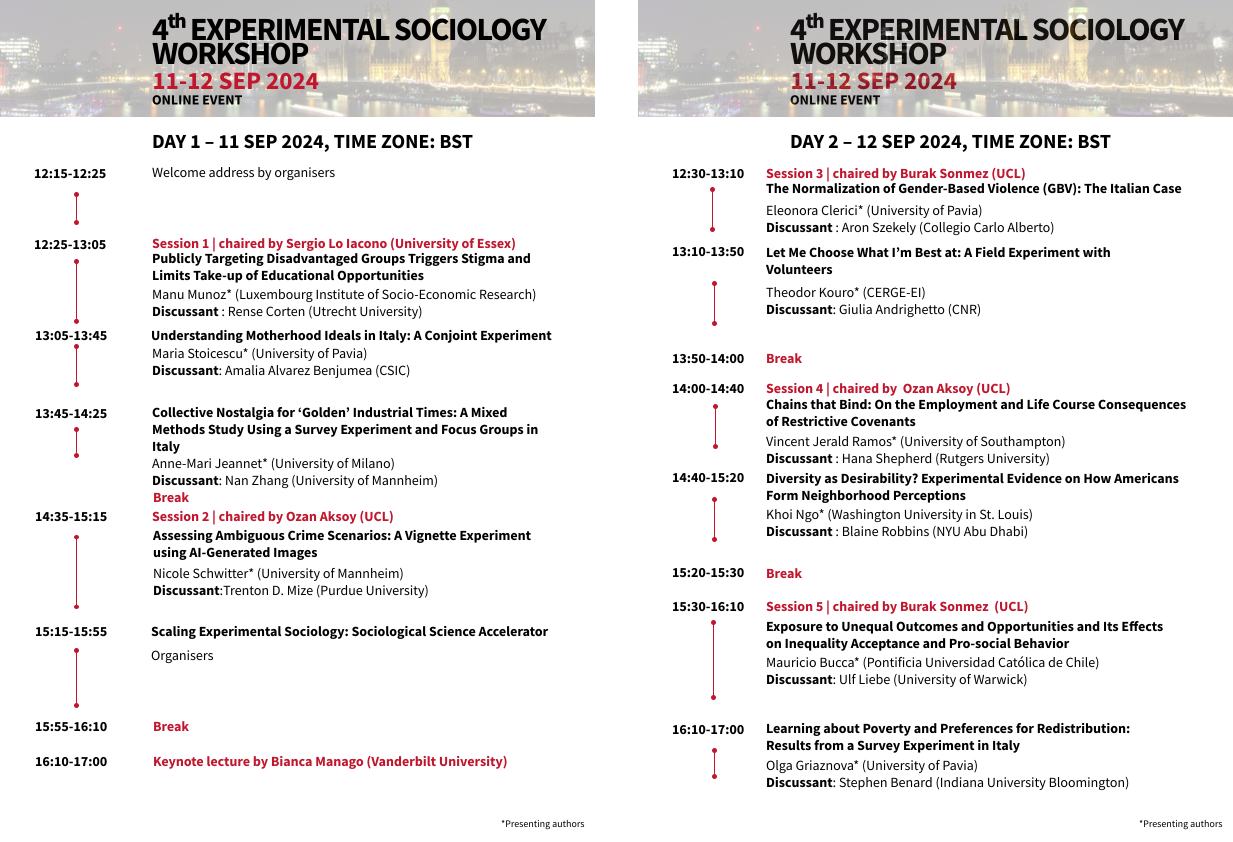 4th EXPERIMENTAL SOCIOLOGY
WORKSHOP
11-12 SEP 2024
ONLINE EVENT
DAY 1 – 11 SEP 2024, TIME ZONE: BST
12:15-12:25 Welcome address by organisers
12:25-13:05 Session 1 | chaired by Sergio Lo Iacono (University of Essex)
Publicly Targeting Disadvantaged Groups Triggers Stigma and
Limits Take-up of Educational Opportunities
Manu Munoz* (Luxembourg Institute of Socio-Economic Research)
Discussant : Rense Corten (Utrecht University)
13:05-13:45 Understanding Motherhood Ideals in Italy: A Conjoint Experiment
Maria Stoicescu* (University of Pavia)
Discussant: Amalia Alvarez Benjumea (CSIC)
13:45-14:25 Collective Nostalgia for ‘Golden’ Industrial Times: A Mixed
Methods Study Using a Survey Experiment and Focus Groups in
Italy
Anne-Mari Jeannet* (University of Milano)
Discussant: Nan Zhang (University of Mannheim)
Break
14:35-15:15 Session 2 | chaired by Ozan Aksoy (UCL)
Assessing Ambiguous Crime Scenarios: A Vignette Experiment
using AI-Generated Images
Nicole Schwitter* (University of Mannheim)
Discussant:Trenton D. Mize (Purdue University)
15:15-15:55 Scaling Experimental Sociology: Sociological Science Accelerator
Organisers
15:55-16:10 Break
16:10-17:00 Keynote lecture by Bianca Manago (Vanderbilt University)
*Presenting authors
4th EXPERIMENTAL SOCIOLOGY
WORKSHOP
11-12 SEP 2024
ONLINE EVENT
DAY 2 – 12 SEP 2024, TIME ZONE: BST
12:30-13:10 Session 3 | chaired by Burak Sonmez (UCL)
The Normalization of Gender-Based Violence (GBV): The Italian Case
Eleonora Clerici* (University of Pavia)
Discussant : Aron Szekely (Collegio Carlo Alberto)
13:10-13:50 Let Me Choose What I’m Best at: A Field Experiment with
Volunteers
Theodor Kouro* (CERGE-EI)
Discussant: Giulia Andrighetto (CNR)
13:50-14:00 Break
14:00-14:40 Session 4 | chaired by Ozan Aksoy (UCL)
Chains that Bind: On the Employment and Life Course Consequences
of Restrictive Covenants
Vincent Jerald Ramos* (University of Southampton)
Discussant : Hana Shepherd (Rutgers University)
14:40-15:20 Diversity as Desirability? Experimental Evidence on How Americans
Form Neighborhood Perceptions
Khoi Ngo* (Washington University in St. Louis)
Discussant : Blaine Robbins (NYU Abu Dhabi)
15:20-15:30 Break
15:30-16:10 Session 5 | chaired by Burak Sonmez (UCL)
Exposure to Unequal Outcomes and Opportunities and Its Effects
on Inequality Acceptance and Pro-social Behavior
Mauricio Bucca* (Pontificia Universidad Católica de Chile)
Discussant: Ulf Liebe (University of Warwick)
16:10-17:00 Learning about Poverty and Preferences for Redistribution:
Results from a Survey Experiment in Italy
Olga Griaznova* (University of Pavia)
Discussant: Stephen Benard (Indiana University Bloomington)
*Presenting authors